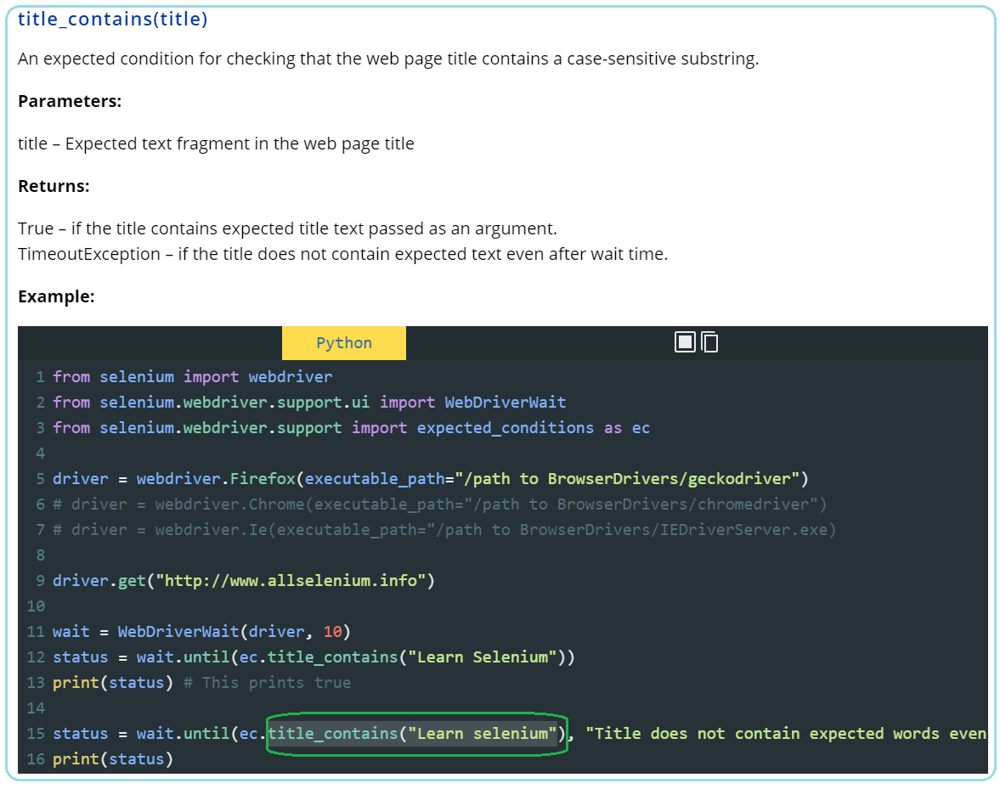 title_contains(title)
An expected condition for checking that the web page title contains a case-sensitive substring.
Parameters:
title – Expected text fragment in the web page title
Returns:
True – if the title contains expected title text passed as an argument.
TimeoutException – if the title does not contain expected text even after wait time.
Example:
Python
1 from selenium import webdriver
2 from selenium.webdriver.support.ui import WebDriverWait
3 from selenium.webdriver.support import expected_conditions as ec
4
5 driver = webdriver.Firefox(executable_path="/path to BrowserDrivers/geckodriver")
6 # driver = webdriver.Chrome(executable_path="/path to BrowserDrivers/chromedriver")
7 # driver = webdriver.Ie(executable_path="/path to BrowserDrivers/IEDriverServer.exe)
8
9 driver.get("http://www.allselenium.info")
10
11 wait = WebDriverWait(driver, 10)
12 status = wait.until(ec.title_contains("Learn Selenium"))
13 print(status) # This prints true
14
15 status = wait.until(ec.title_contains("Learn selenium"), "Title does not contain expected words even
16 print(status)